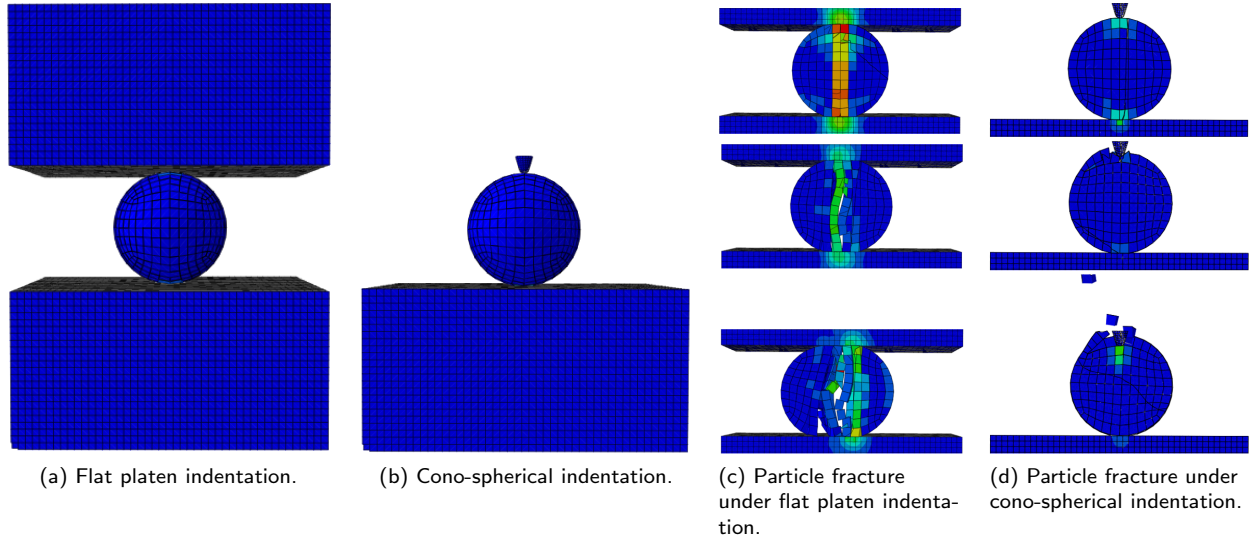 (a) Flat platen indentation.
(b) Cono-spherical indentation.
(c) Particle fracture
under flat platen indenta-
tion.
(d) Particle fracture under
cono-spherical indentation.